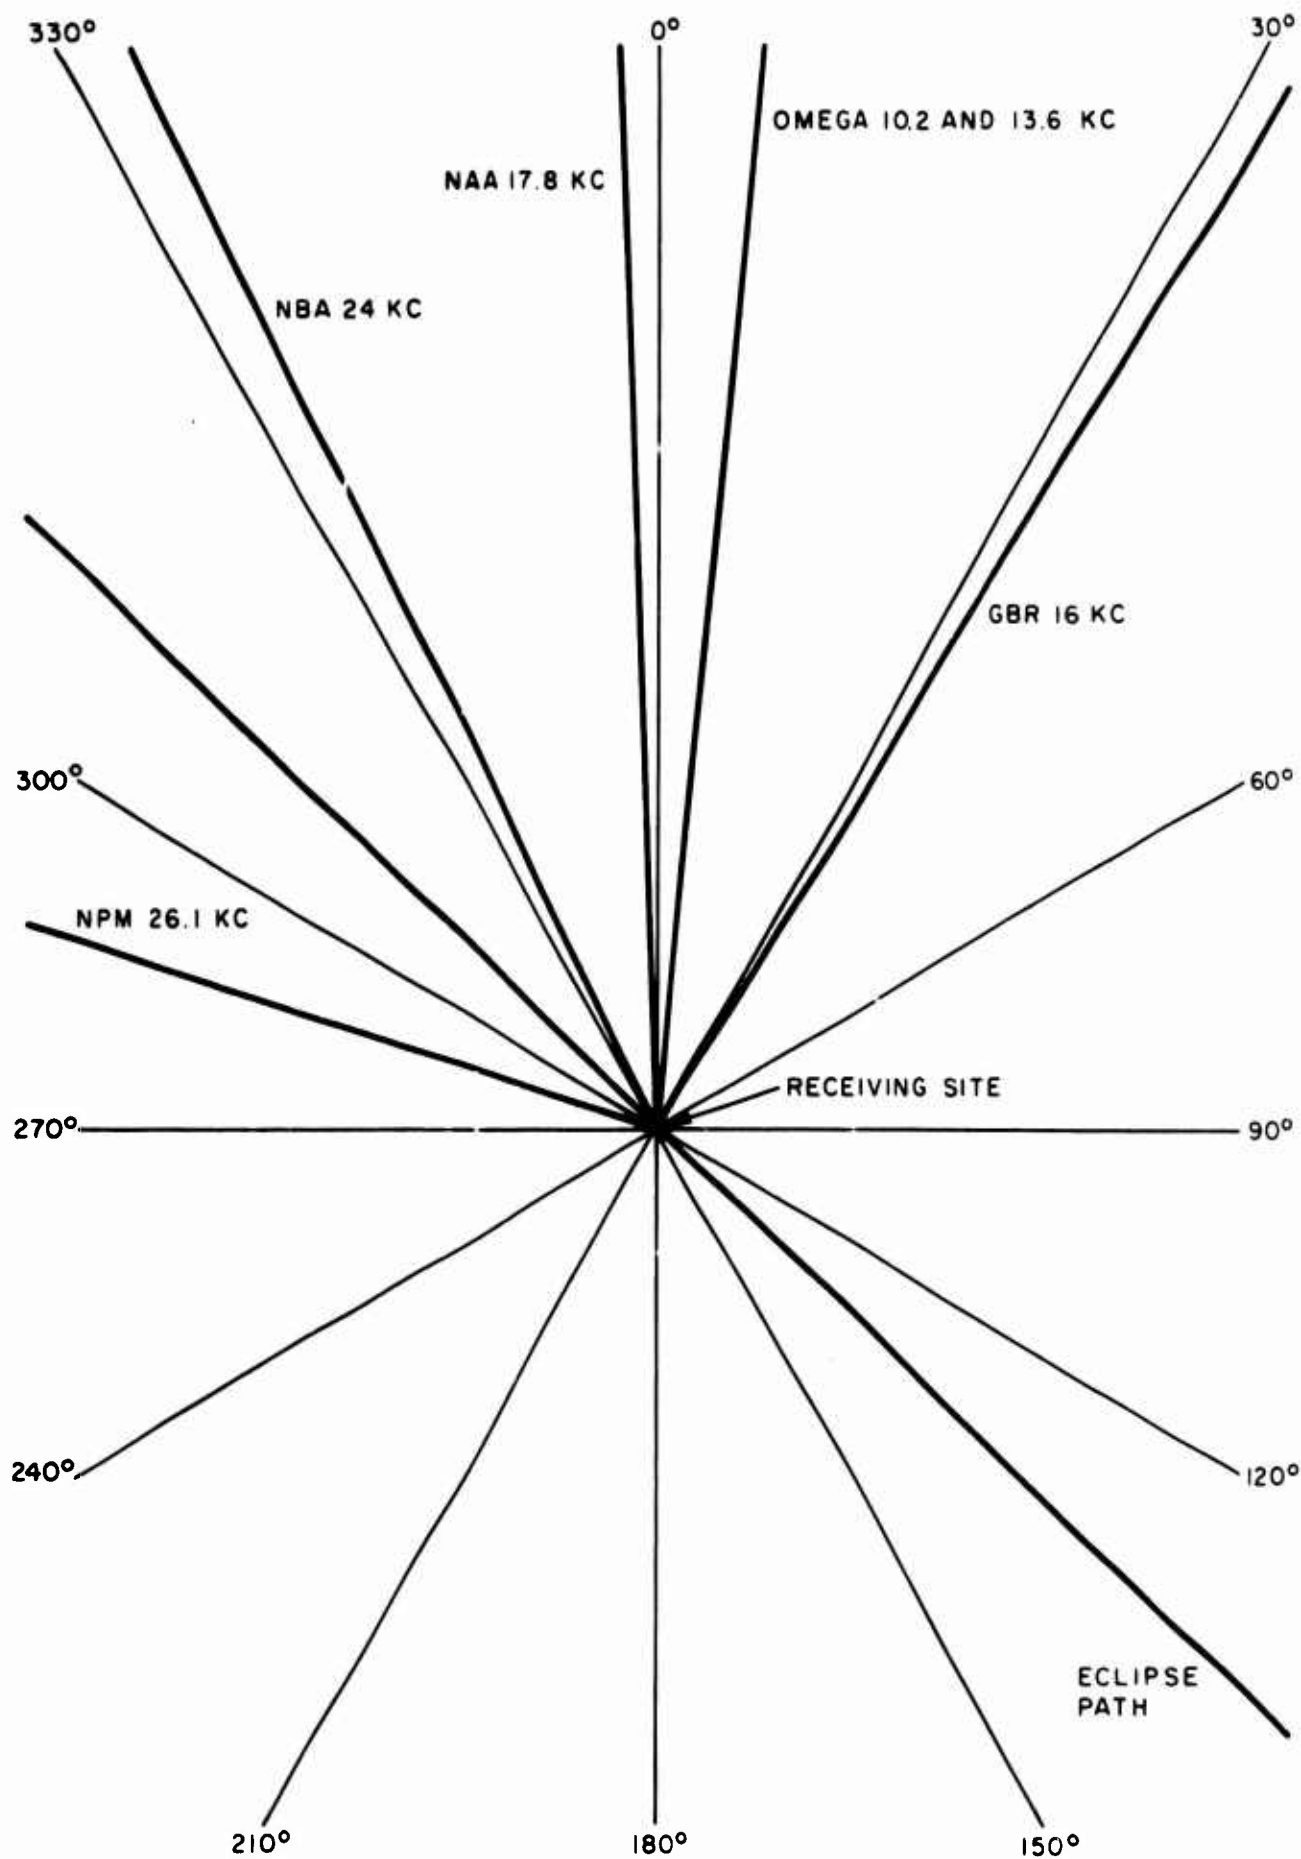 330°
0°
30°
OMEGA 10.2 AND 13.6 KC
NAA 17.8 KC
NBA 24 KC
GBR 16 KC
300°
60°
NPM 26.1 KC
RECEIVING SITE
270°
90°
240°
120°
ECLIPSE
PATH
210°
180°
150°